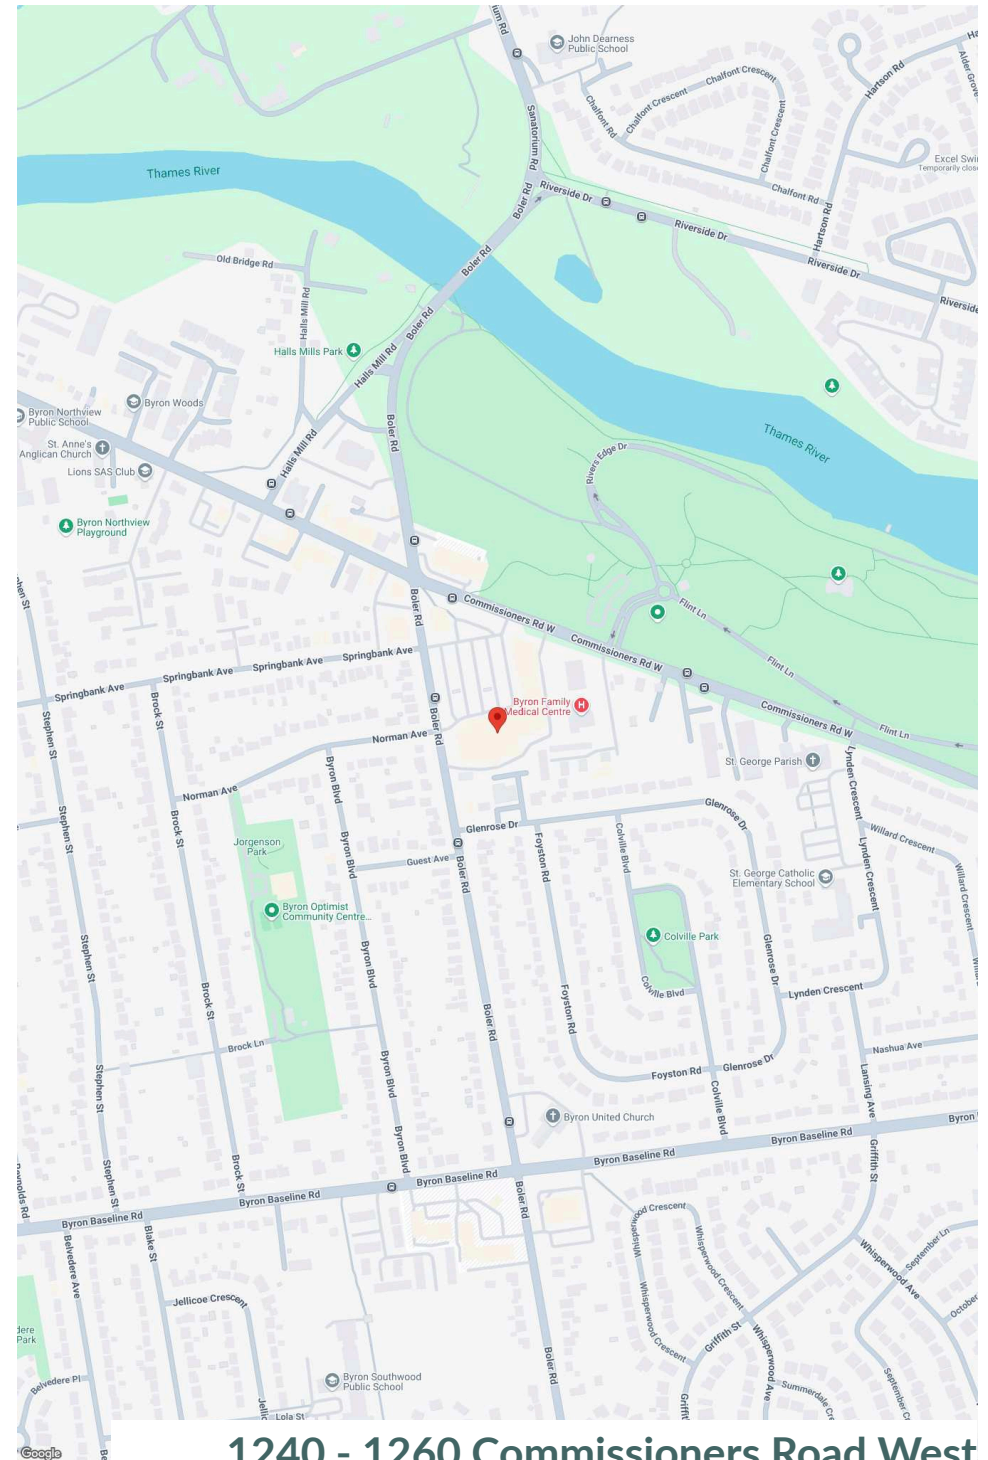 John Dearness
Public School
Sanatorium Rd
Chalfont Crescent
Chalfont Crescent
Chalfont Crescent
Chalfont Rd
Chalfont Rd
Hartson Rd
Hartson Rd
Thames River
Riverside Dr
Riverside Dr
Riverside Dr
Boler Rd
Boler Rd
Boler Rd
Old Bridge Rd
Halls Mill Rd
Halls Mills Park
Halls Mill Rd
Halls Mill Rd
Byron Woods
Byron Northview
Public School
St. Anne's
Anglican Church
Lions SAS Club
Byron Northview
Playground
Boler Rd
Thames River
Rivers Edge Dr
Flint Ln
Flint Ln
Flint Ln
Commissioners Rd W
Commissioners Rd W
Commissioners Rd W
Boler Rd
Springbank Ave
Springbank Ave
Springbank Ave
Springbank Ave
Byron Family
Medical Centre
Boler Rd
Norman Ave
Norman Ave
Stephen St
Brock St
Byron Blvd
St. George Parish
Lynden Crescent
Glenrose Dr
Glenrose Dr
Stephen St
Brock St
Byron Blvd
Guest Ave
Boler Rd
Foyston Rd
Colville Blvd
Lynden Crescent
Willard Crescent
Willard Crescent
Jorgenson
Park
Byron Optimist
Community Centre...
St. George Catholic
Elementary School
Colville Park
Glenrose Dr
Colville Blvd
Lynden Crescent
Stephen St
Brock St
Byron Blvd
Boler Rd
Foyston Rd
Brock Ln
Nashua Ave
Stephen St
Byron Blvd
Foyston Rd
Glenrose Dr
Colville Blvd
Lansing Ave
Byron United Church
Byron Baseline Rd
Byron Baseline Rd
Byron Baseline Rd
Byron Baseline Rd
Byron Baseline Rd
Byron
Stephen St
Brock St
Byron Blvd
Boler Rd
Griffith St
Belvedere Ave
Blake St
Whisperwood Crescent
Whisperwood Crescent
Whisperwood Crescent
Whisperwood Ave
September Ln
Jellicoe Crescent
Griffith St
Whisperwood Ave
Boler Rd
Byron Southwood
Public School
Belvedere Pl
Park
Lola St
Google
1240 - 1260 Commissioners Road West